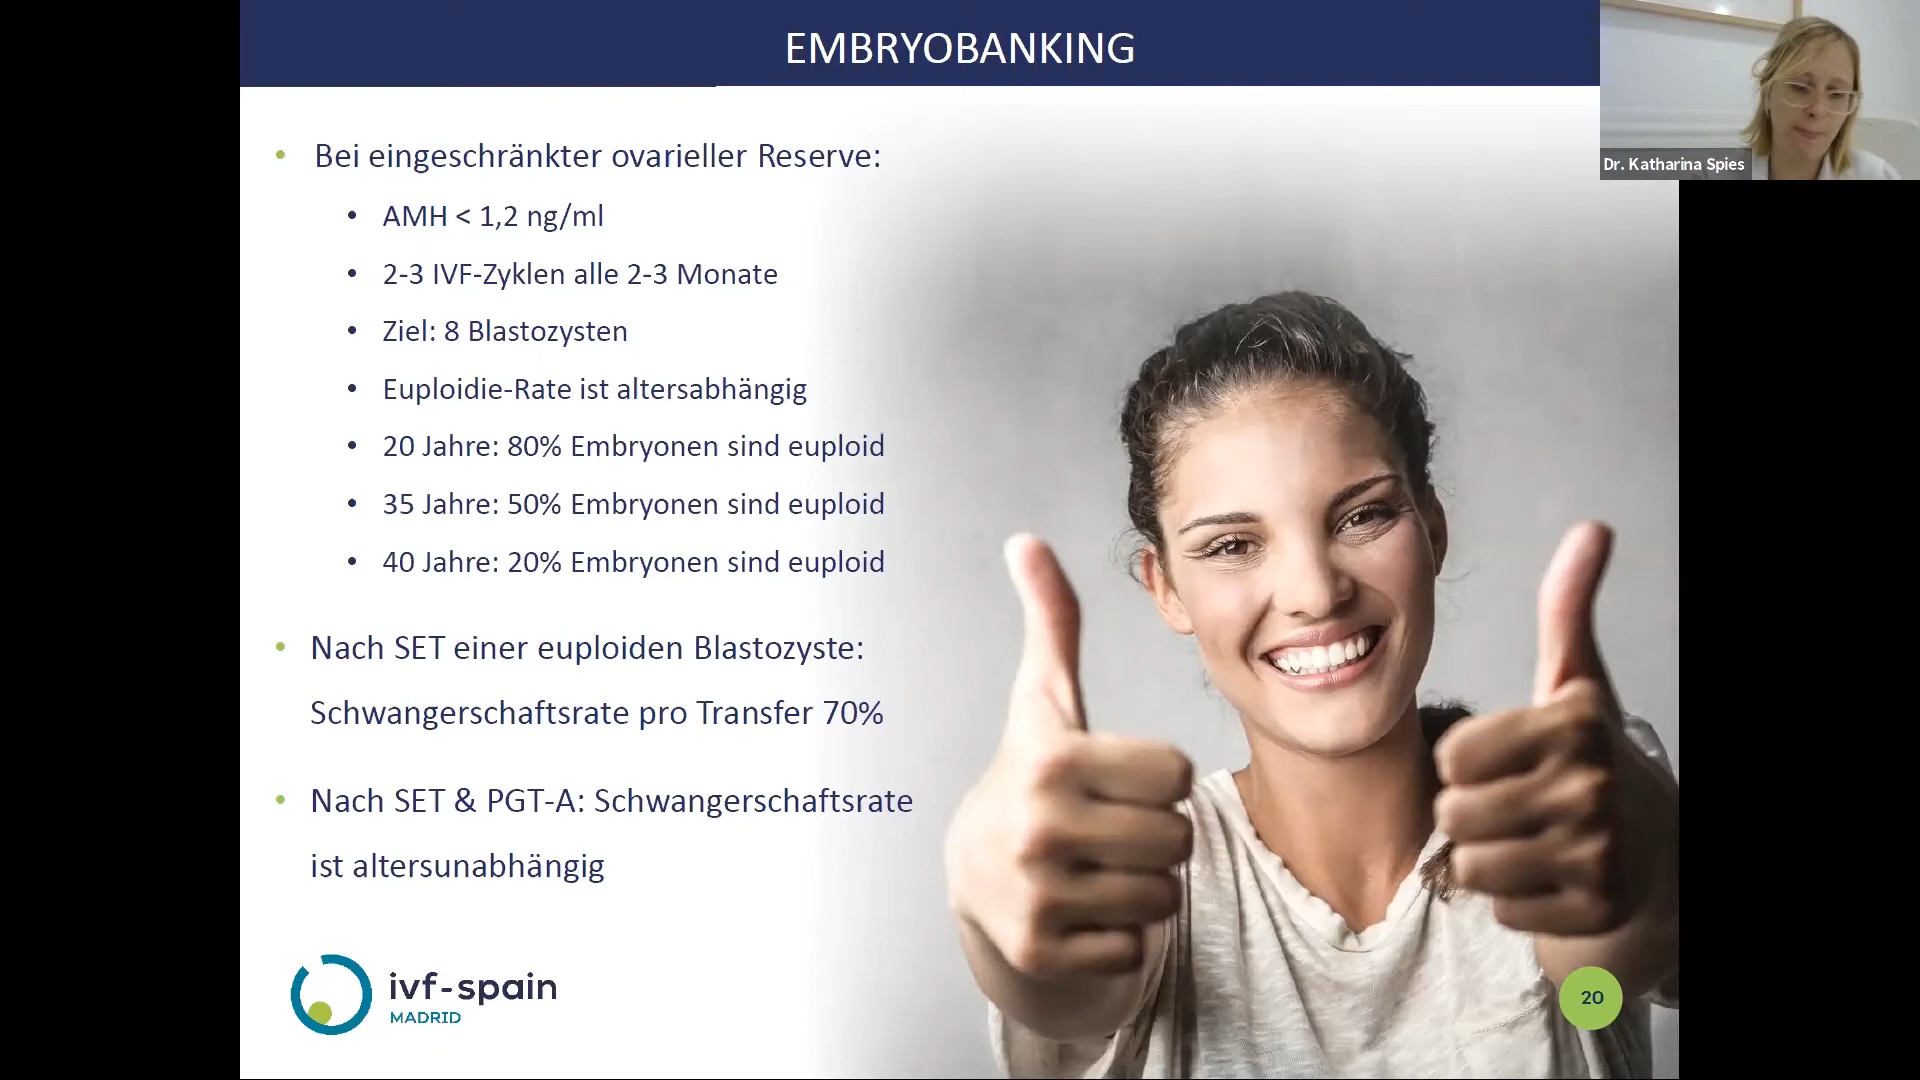 EMBRYOBANKING
Dr. Katharina Spies
• Bei eingeschränkter ovarieller Reserve:
• AMH < 1,2 ng/ml
• 2-3 IVF-Zyklen alle 2-3 Monate
• Ziel: 8 Blastozysten
• Euploidie-Rate ist altersabhängig
• 20 Jahre: 80% Embryonen sind euploid
• 35 Jahre: 50% Embryonen sind euploid
• 40 Jahre: 20% Embryonen sind euploid
• Nach SET einer euploiden Blastozyste:
Schwangerschaftsrate pro Transfer 70%
• Nach SET & PGT-A: Schwangerschaftsrate
ist altersunabhängig
ivf-spain
MADRID
20